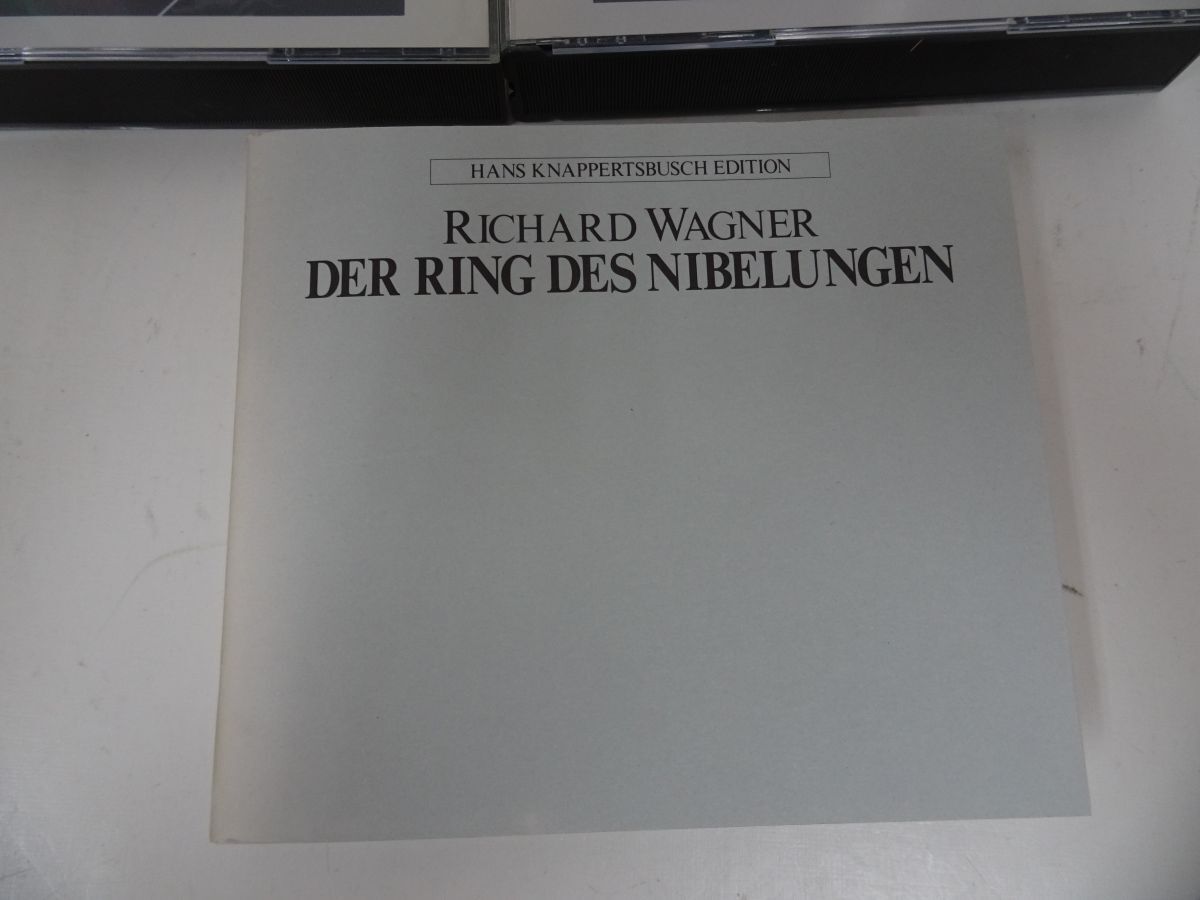 HANS KNAPPERTSBUSCH EDITION
RICHARD WAGNER
DER RING DES NIBELUNGEN